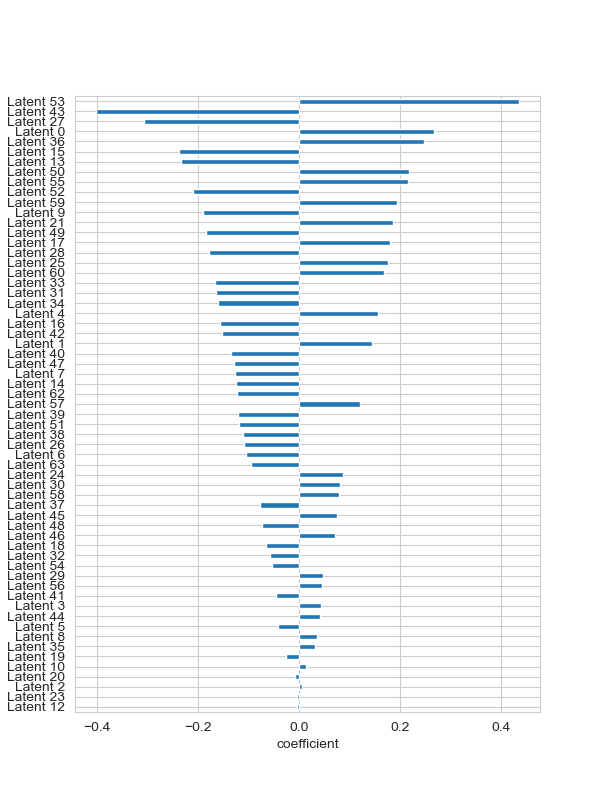 Latent 53
Latent 43
Latent 27
Latent 0
Latent 36
Latent 15
Latent 13
Latent 50
Latent 55
Latent 52
Latent 59
Latent 9
Latent 21
Latent 49
Latent 17
Latent 28
Latent 25
Latent 60
Latent 33
Latent 31
Latent 34
Latent 4
Latent 16
Latent 42
Latent 1
Latent 40
Latent 47
Latent 7
Latent 14
Latent 62
Latent 57
Latent 39
Latent 51
Latent 38
Latent 26
Latent 6
Latent 63
Latent 24
Latent 30
Latent 58
Latent 37
Latent 45
Latent 48
Latent 46
Latent 18
Latent 32
Latent 54
Latent 29
Latent 56
Latent 41
Latent 3
Latent 44
Latent 5
Latent 8
Latent 35
Latent 19
Latent 10
Latent 20
Latent 2
Latent 23
Latent 12
−0.4 −0.2 0.0 0.2 0.4
coefficient